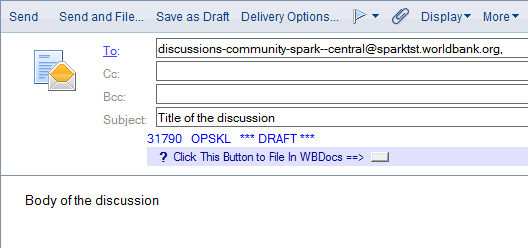 Send Send and File... Save as Draft Delivery Options... Display More
To: discussions-community-spark--central@sparktst.worldbank.org,
Cc:
Bcc:
Subject: Title of the discussion
31790 OPSKL *** DRAFT ***
? Click This Button to File In WBDocs ==>
Body of the discussion